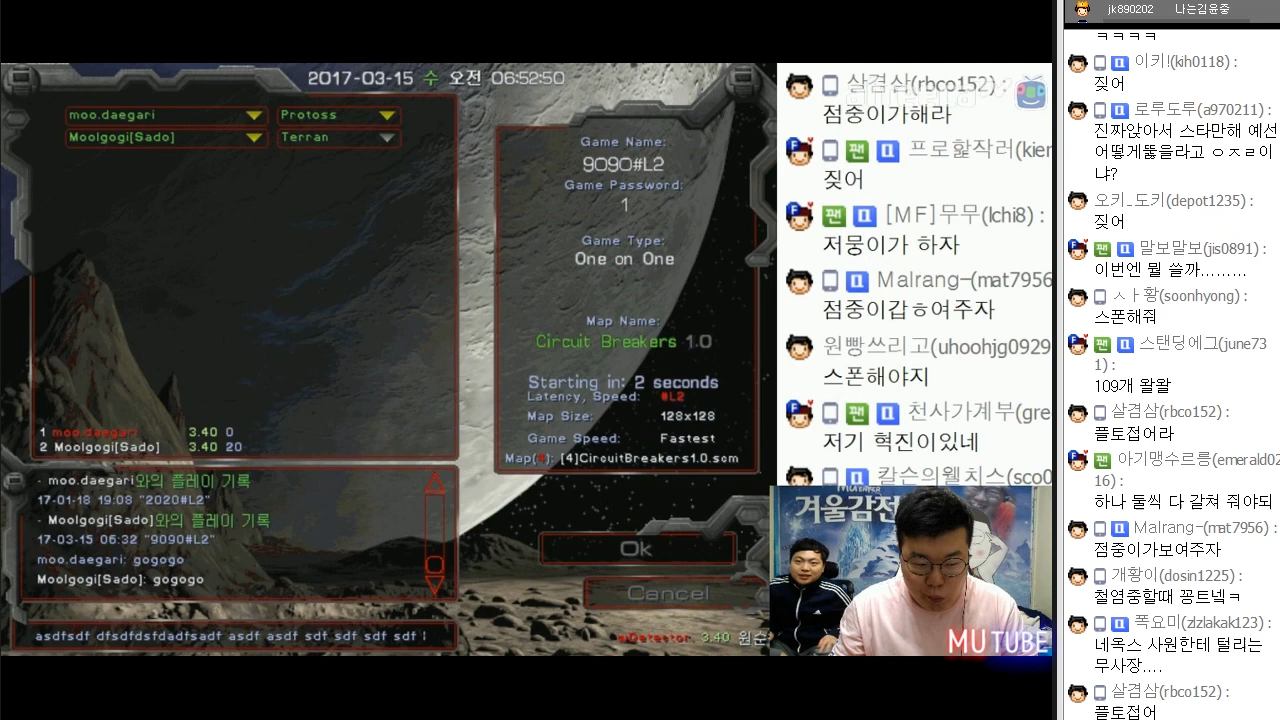 2017-03-15 수 오전 06:52:50
moo.daegari
Protoss
Moolgogi[Sado]
Terran
1 moo.daegari 3.40 0
2 Moolgogi[Sado] 3.40 20
Game Name:
9090#L2
Game Password:
1
Game Type:
One on One
Map Name:
Circuit Breakers 1.0
Starting in: 2 seconds
Latency, Speed: #L2
Map Size: 128x128
Game Speed: Fastest
Map(*): [4]CircuitBreakers1.0.scm
· moo.daegari와의 플레이 기록
17-01-18 19:08 "2020#L2"
· Moolgogi[Sado]와의 플레이 기록
17-03-15 06:32 "9090#L2"
moo.daegari: gogogo
Moolgogi[Sado]: gogogo
asdfsdf dfsdfdsfdadfsadf asdf asdf sdf sdf sdf sdf
Ok
Cancel
wDetector. 3.40 원순
살겸삼(rbco152) :
점중이가해라
프로핥작러(kier
짖어
[MF]무무(lchi8) :
저뭉이가 하자
Malrang-(mat7956
점중이갑ㅎ여주자
원빵쓰리고(uhoohjg0929
스폰해야지
천사가계부(gre
저기 혁진이있네
칼슨의웰치스(sco0
겨울감전
MUTUBE
jk890202 나는김윤중
ㅋㅋㅋㅋ
이키!(kih0118) :
짖어
로루도루(a970211) :
진짜앉아서 스타만해 예선
어떻게뚫을라고 ㅇㅈㄹ이
냐?
오키_도키(depot1235) :
짖어
말보말보(jis0891) :
이번엔 뭘 쓸까.........
ㅅㅏ황(soonhyong) :
스폰해줘
스탠딩에그(june73
1) :
109개 왈왈
살겸삼(rbco152) :
플토접어라
아기맹수르릉(emerald02
16) :
하나 둘씩 다 갈쳐 줘야되
Malrang-(mat7956) :
점중이가보여주자
개황이(dosin1225) :
철염중할때 꽁트넥ㅋ
폭요미(zlzlakak123) :
네옥스 사원한테 털리는
무사장....
살겸삼(rbco152) :
플토접어